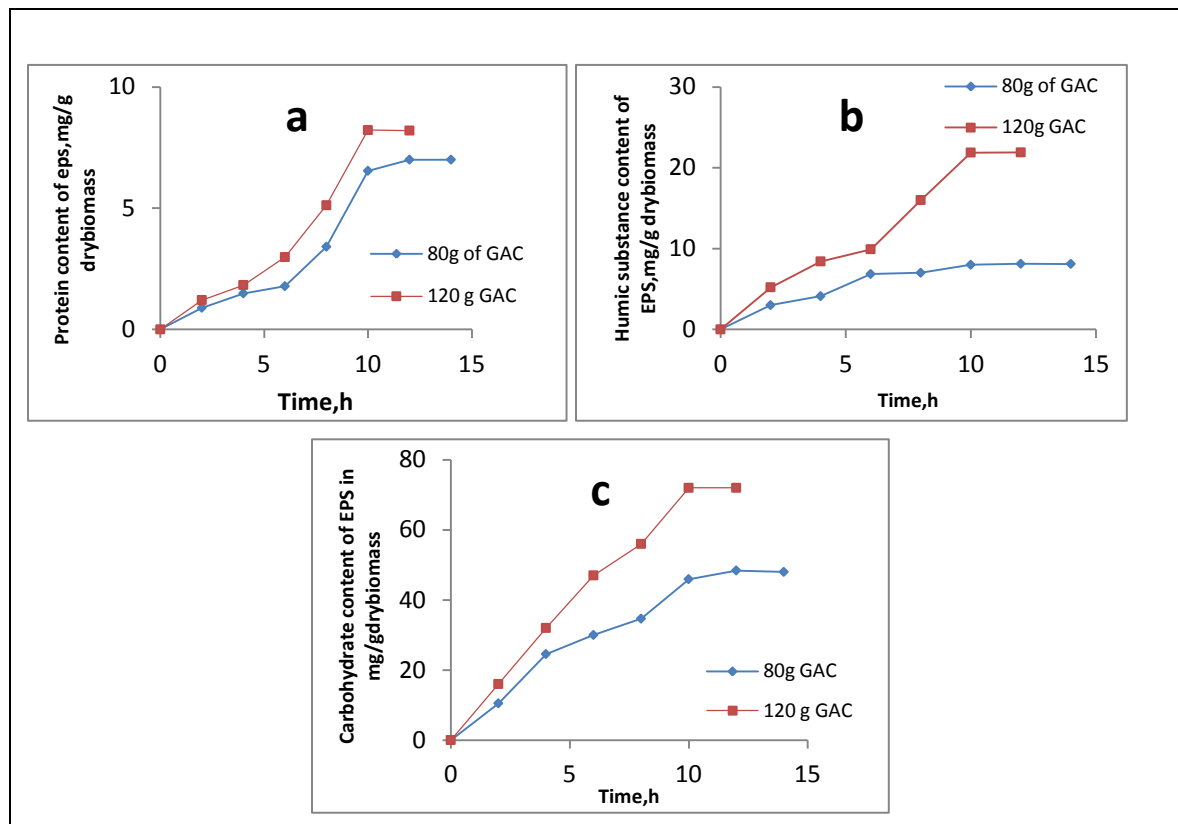 a
Protein content of eps,mg/g
drybiomass
10
5
0
0 5 10 15
Time,h
80g of GAC
120 g GAC
b
Humic substance content of
EPS,mg/g drybiomass
30
20
10
0
0 5 10 15
Time,h
80g of GAC
120g GAC
c
Carbohydrate content of EPS in
mg/gdrybiomass
80
60
40
20
0
0 5 10 15
Time,h
80g GAC
120 g GAC